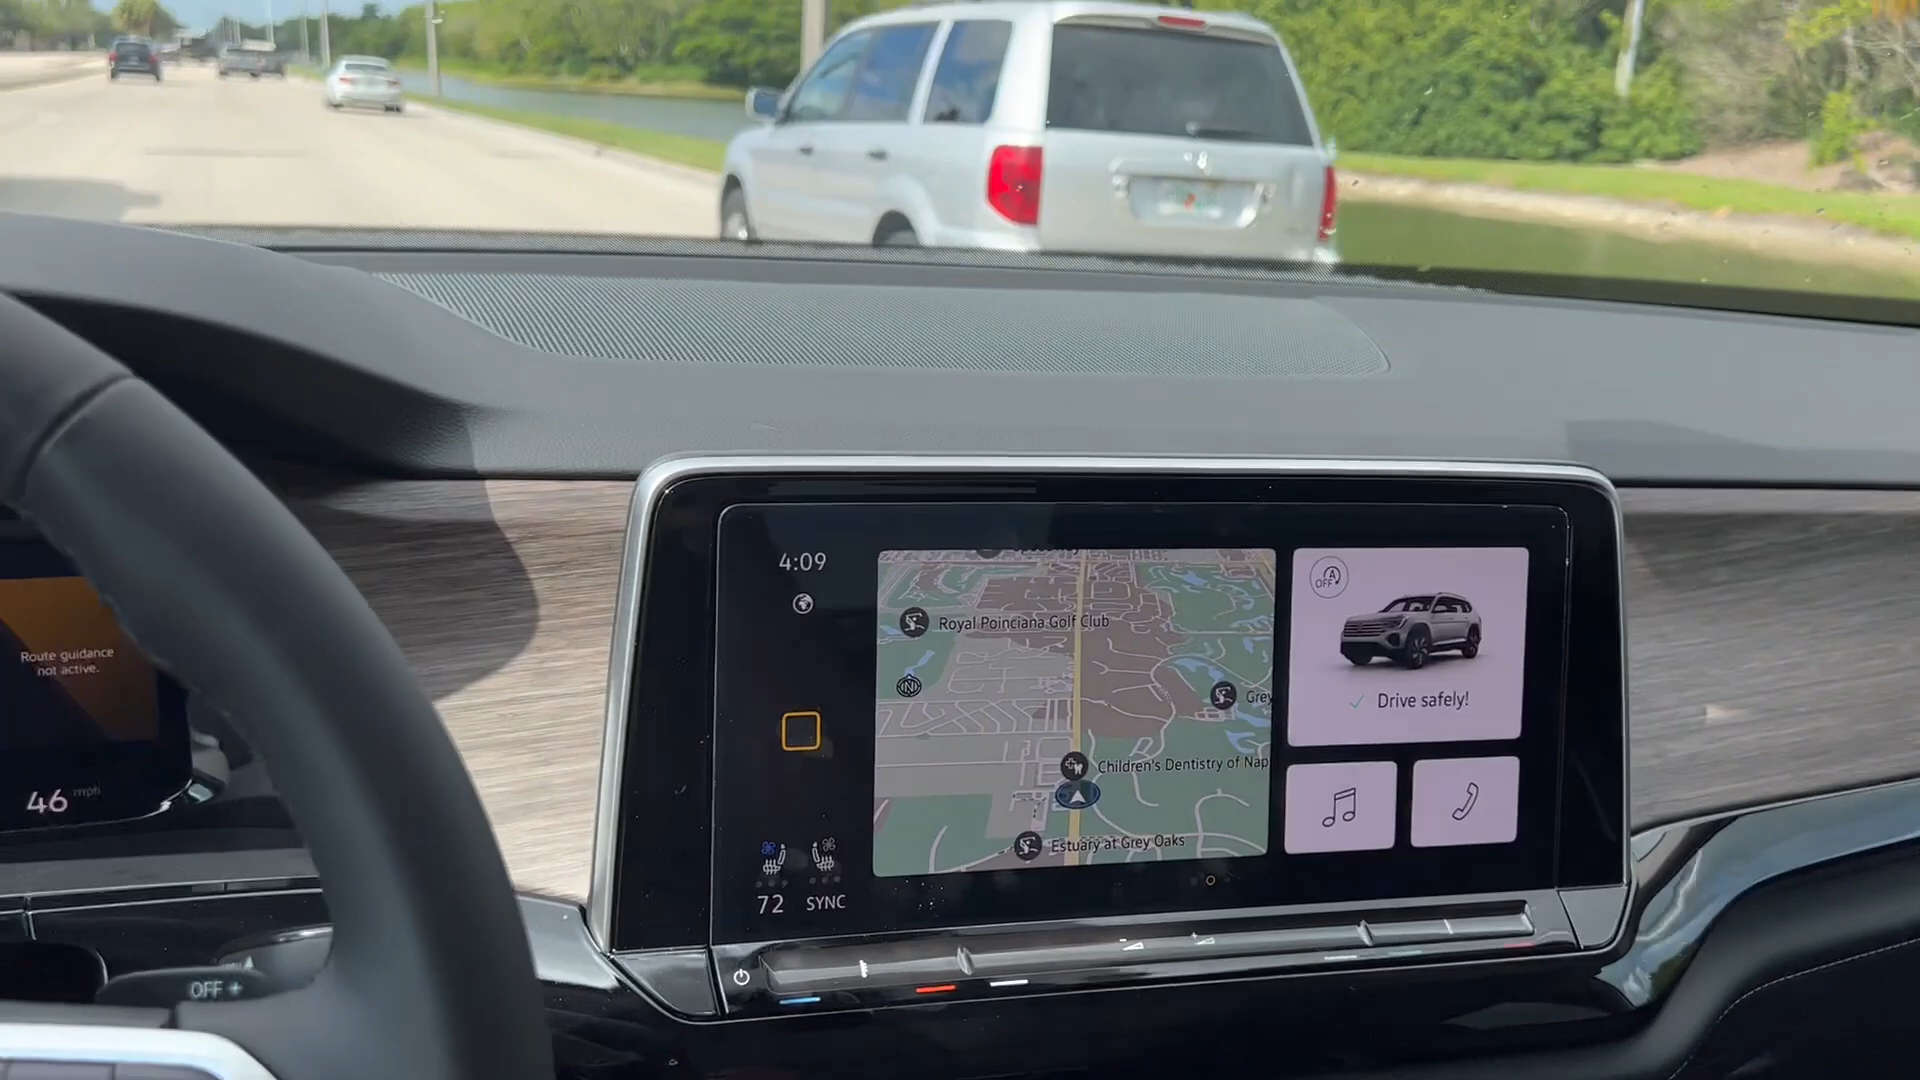 4:09
Royal Poinciana Golf Club
Grey
Children's Dentistry of Nap
Estuary at Grey Oaks
N
OFF A
Drive safely!
Route guidance
not active.
46 mph
72 SYNC
OFF +